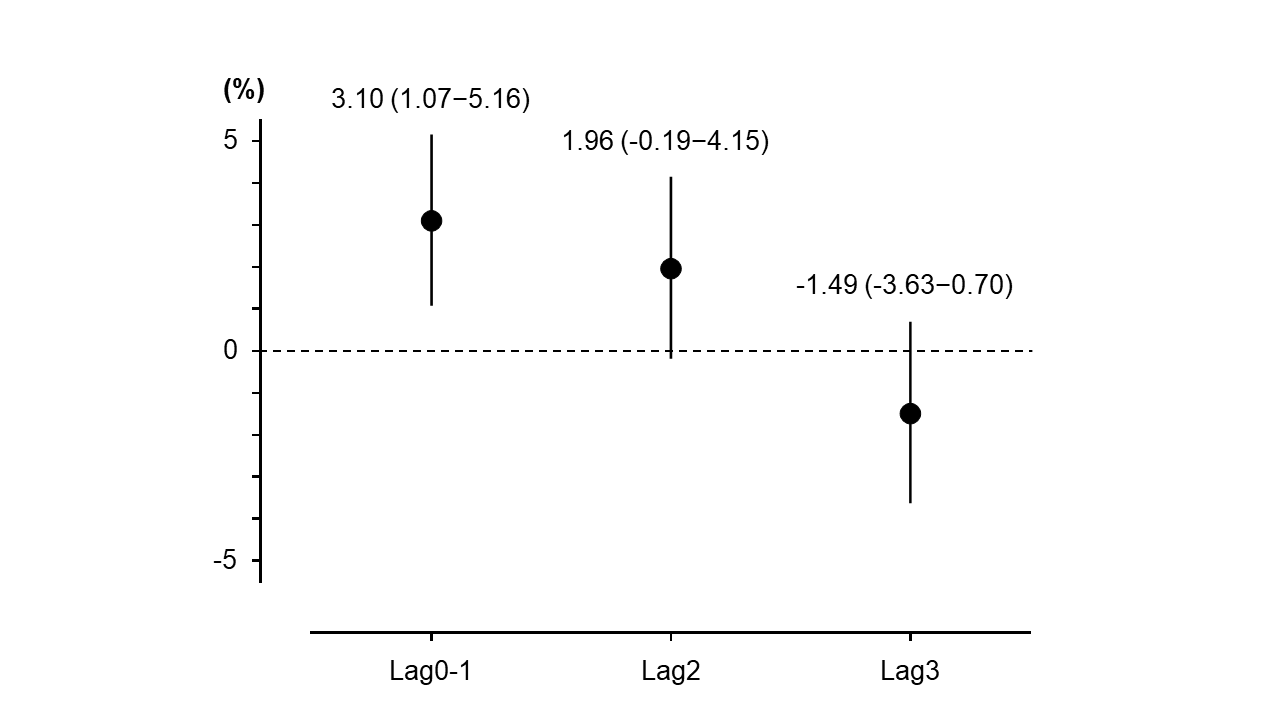 (%)
3.10 (1.07−5.16)
5
1.96 (-0.19−4.15)
-1.49 (-3.63−0.70)
0
-5
Lag0-1
Lag2
Lag3